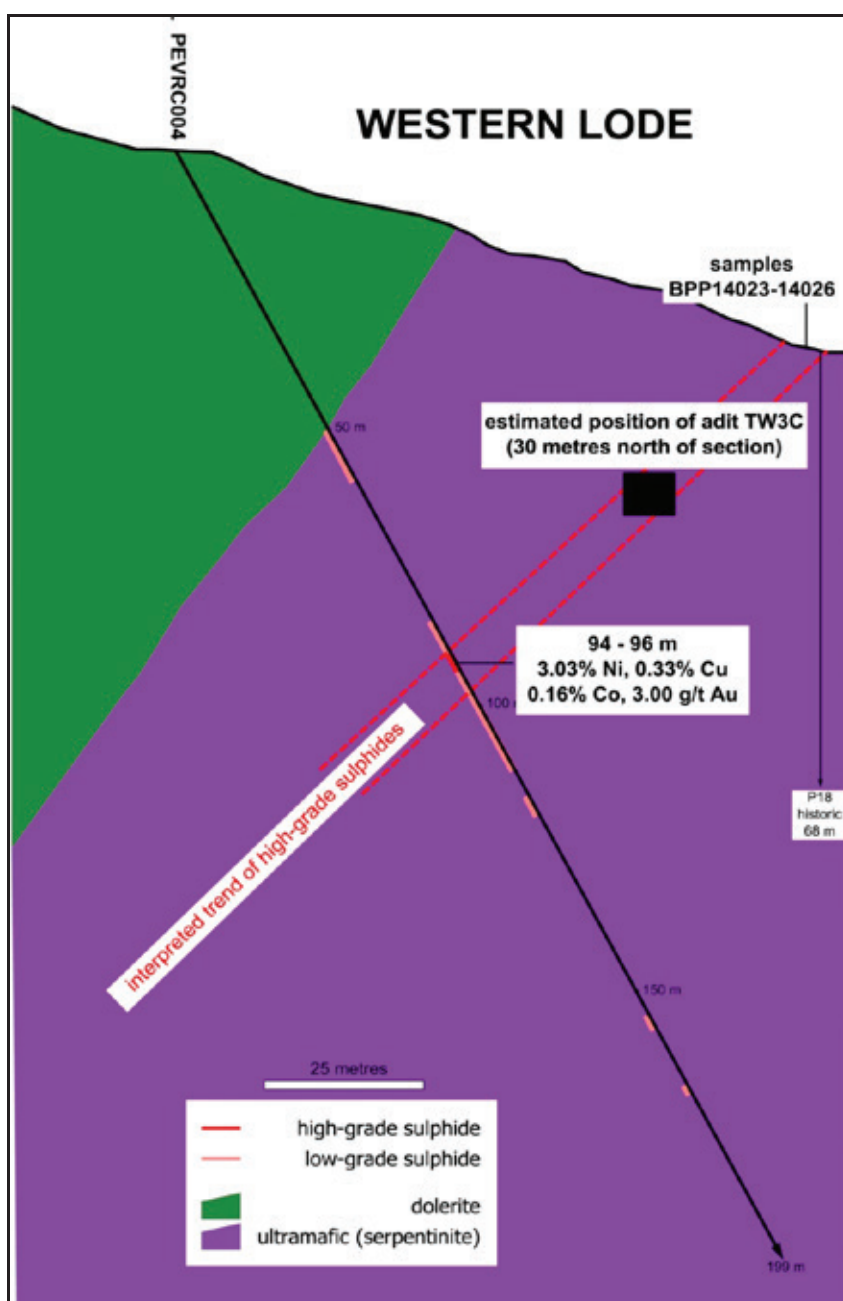 PEVRC004
WESTERN LODE
samples
BPP14023-14026
50 m
estimated position of adit TW3C
(30 metres north of section)
94 - 96 m
3.03% Ni, 0.33% Cu
0.16% Co, 3.00 g/t Au
100
P18
historic
68 m
interpreted trend of high-grade sulphides
150 m
25 metres
high-grade sulphide
low-grade sulphide
dolerite
ultramafic (serpentinite)
199 m